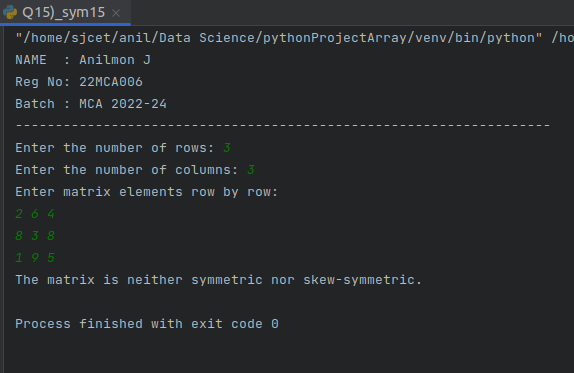 Q15)_sym15 ×
"/home/sjcet/anil/Data Science/pythonProjectArray/venv/bin/python" /ho
NAME  : Anilmon J
Reg No: 22MCA006
Batch : MCA 2022-24
-------------------------------------------------------------------
Enter the number of rows: 3
Enter the number of columns: 3
Enter matrix elements row by row:
2 6 4
8 3 8
1 9 5
The matrix is neither symmetric nor skew-symmetric.
Process finished with exit code 0